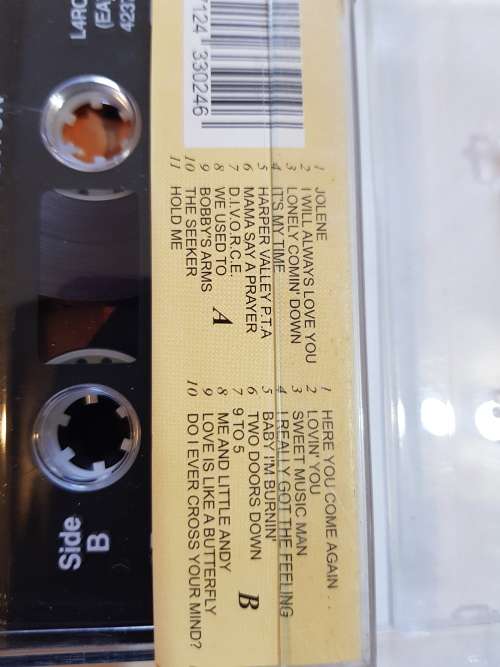 124 330246
1 JOLENE
2 I WILL ALWAYS LOVE YOU
3 LONELY COMIN' DOWN
4 IT'S MY TIME
5 HARPER VALLEY P.T.A
6 MAMA SAY A PRAYER
7 D.I.V.O.R.C.E.
8 WE USED TO
9 BOBBY'S ARMS
10 THE SEEKER
11 HOLD ME
A
1 HERE YOU COME AGAIN . .
2 LOVIN' YOU
3 SWEET MUSIC MAN
4 I REALLY GOT THE FEELING
5 BABY I'M BURNIN'
6 TWO DOORS DOWN
7 9 TO 5
8 ME AND LITTLE ANDY
9 LOVE IS LIKE A BUTTERFLY
10 DO I EVER CROSS YOUR MIND?
B
L4RC
(EA
423
Side
B